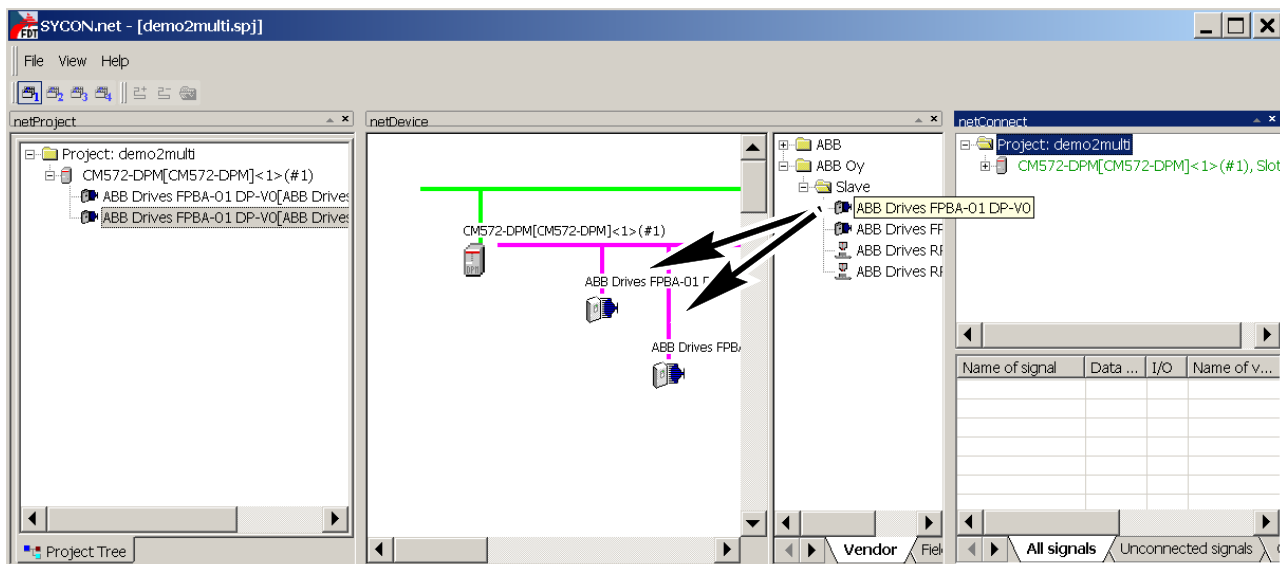 SYCON.net - [demo2multi.spj]
File View Help
netProject
Project: demo2multi
CM572-DPM[CM572-DPM]<1>(#1)
ABB Drives FPBA-01 DP-V0[ABB Drives
ABB Drives FPBA-01 DP-V0[ABB Drives
Project Tree
netDevice
CM572-DPM[CM572-DPM]<1>(#1)
ABB Drives FPBA-01
ABB Drives FPBA
ABB
ABB Oy
Slave
ABB Drives FPBA-01 DP-V0
ABB Drives FP
ABB Drives RP
ABB Drives RP
Vendor
netConnect
Project: demo2multi
CM572-DPM[CM572-DPM]<1>(#1), Slot
Name of signal Data ... I/O Name of v...
All signals Unconnected signals